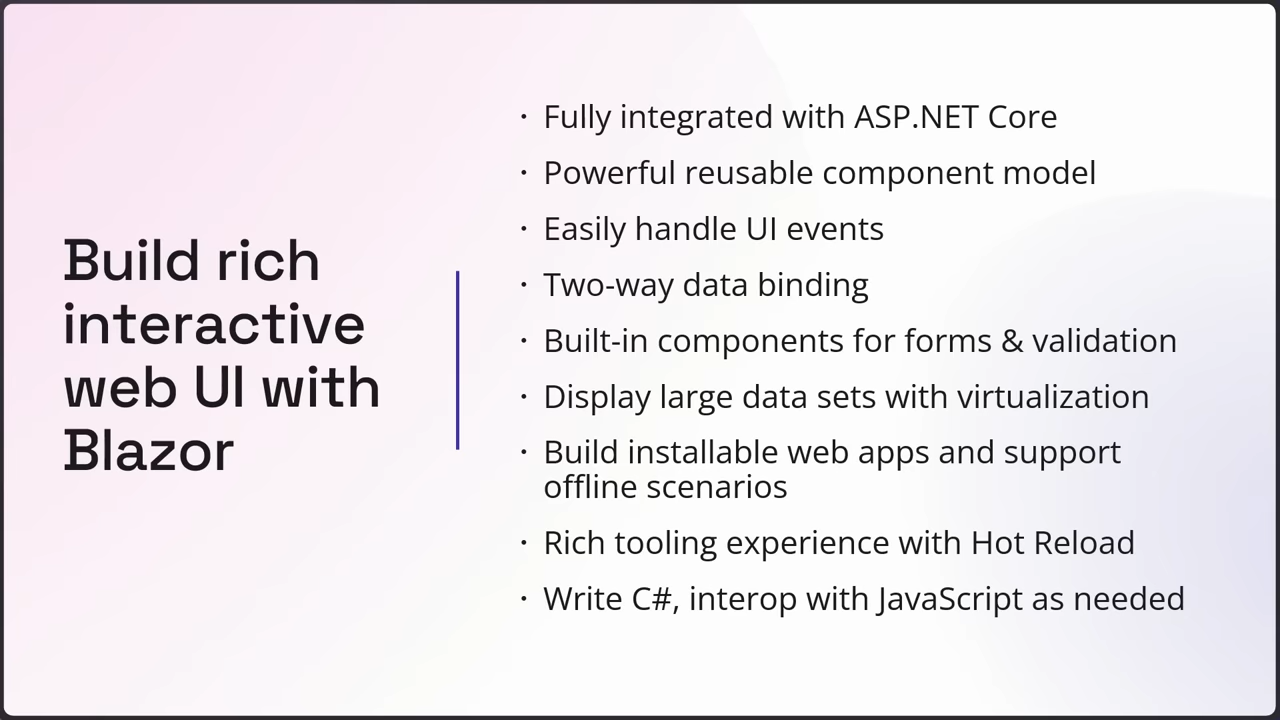 Build rich
interactive
web UI with
Blazor
· Fully integrated with ASP.NET Core
· Powerful reusable component model
· Easily handle UI events
· Two-way data binding
· Built-in components for forms & validation
· Display large data sets with virtualization
· Build installable web apps and support
offline scenarios
· Rich tooling experience with Hot Reload
· Write C#, interop with JavaScript as needed